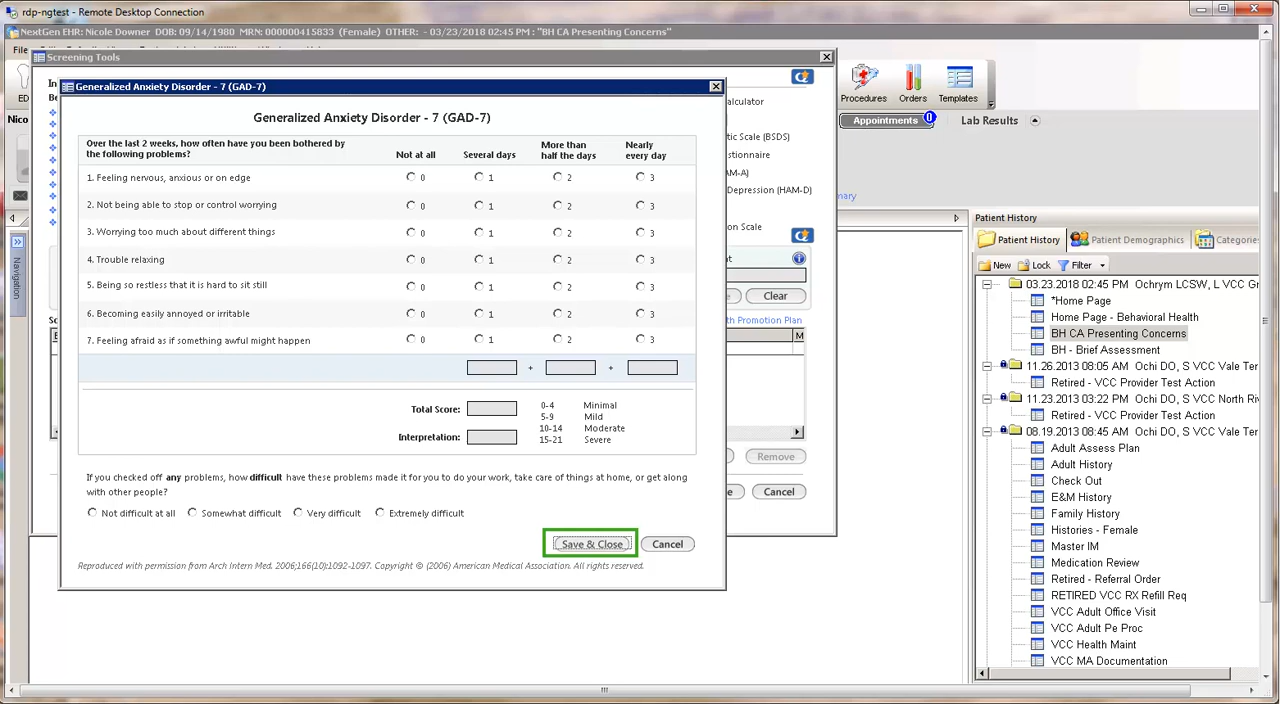 rdp-ngtest - Remote Desktop Connection
NextGen EHR: Nicole Downer DOB: 09/14/1980 MRN: 000000415833 (Female) OTHER: - 03/23/2018 02:45 PM : "BH CA Presenting Concerns"
File
Screening Tools
Generalized Anxiety Disorder - 7 (GAD-7)
Procedures Orders Templates
Appointments 0 Lab Results
Generalized Anxiety Disorder - 7 (GAD-7)
Over the last 2 weeks, how often have you been bothered by
the following problems?
Not at all Several days More than half the days Nearly every day
1. Feeling nervous, anxious or on edge 0 1 2 3
2. Not being able to stop or control worrying 0 1 2 3
3. Worrying too much about different things 0 1 2 3
4. Trouble relaxing 0 1 2 3
5. Being so restless that it is hard to sit still 0 1 2 3
6. Becoming easily annoyed or irritable 0 1 2 3
7. Feeling afraid as if something awful might happen 0 1 2 3
+ +
Total Score:
Interpretation:
0-4 Minimal
5-9 Mild
10-14 Moderate
15-21 Severe
If you checked off any problems, how difficult have these problems made it for you to do your work, take care of things at home, or get along
with other people?
Not difficult at all Somewhat difficult Very difficult Extremely difficult
Save & Close Cancel
Reproduced with permission from Arch Intern Med. 2006;166(10):1092-1097. Copyright © (2006) American Medical Association. All rights reserved.
Depression (HAM-D)
on Scale
Clear
th Promotion Plan
M
Remove
Cancel
Navigation
Patient History
Patient History Patient Demographics Categories
New Lock Filter
03.23.2018 02:45 PM Ochrym LCSW, L VCC Gr
*Home Page
Home Page - Behavioral Health
BH CA Presenting Concerns
BH - Brief Assessment
11.26.2013 08:05 AM Ochi DO, S VCC Vale Ter
Retired - VCC Provider Test Action
11.23.2013 03:22 PM Ochi DO, S VCC North Ri
Retired - VCC Provider Test Action
08.19.2013 08:45 AM Ochi DO, S VCC Vale Ter
Adult Assess Plan
Adult History
Check Out
E&M History
Family History
Histories - Female
Master IM
Medication Review
Retired - Referral Order
RETIRED VCC RX Refill Req
VCC Adult Office Visit
VCC Adult Pe Proc
VCC Health Maint
VCC MA Documentation